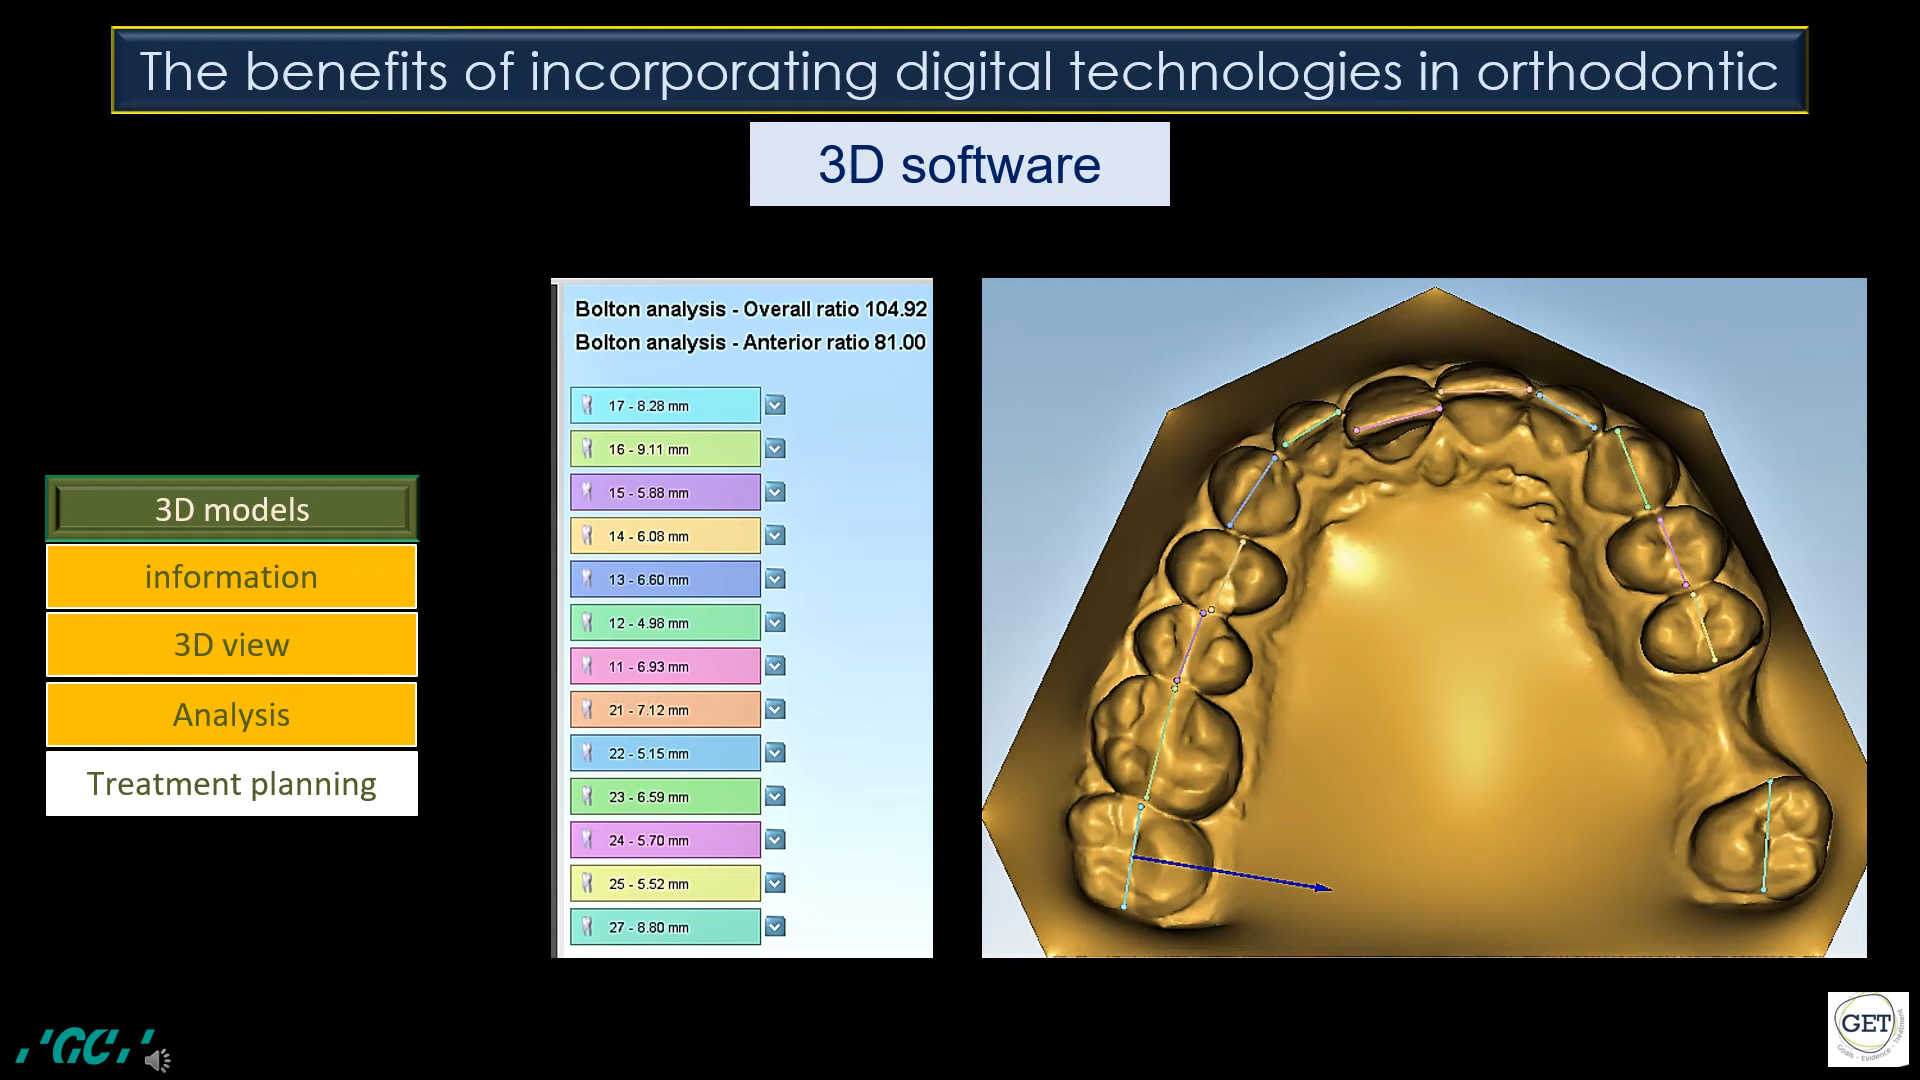 The benefits of incorporating digital technologies in orthodontic
3D software
3D models
information
3D view
Analysis
Treatment planning
Bolton analysis - Overall ratio 104.92
Bolton analysis - Anterior ratio 81.00
17 - 8.28 mm
16 - 9.11 mm
15 - 5.88 mm
14 - 6.08 mm
13 - 6.60 mm
12 - 4.98 mm
11 - 6.93 mm
21 - 7.12 mm
22 - 5.15 mm
23 - 6.59 mm
24 - 5.70 mm
25 - 5.52 mm
27 - 8.80 mm
GC
GET
Goals - Evidence - Treatment